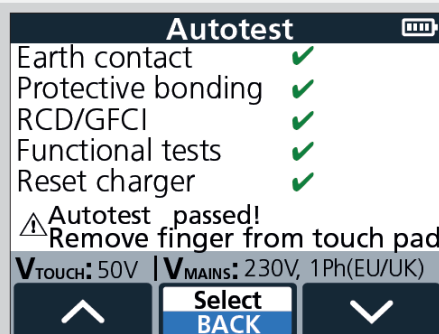 Autotest
Earth contact ✔
Protective bonding ✔
RCD/GFCI ✔
Functional tests ✔
Reset charger ✔
⚠ Autotest passed!
Remove finger from touch pad
VTOUCH: 50V | VMAINS: 230V, 1Ph(EU/UK)
Select
BACK